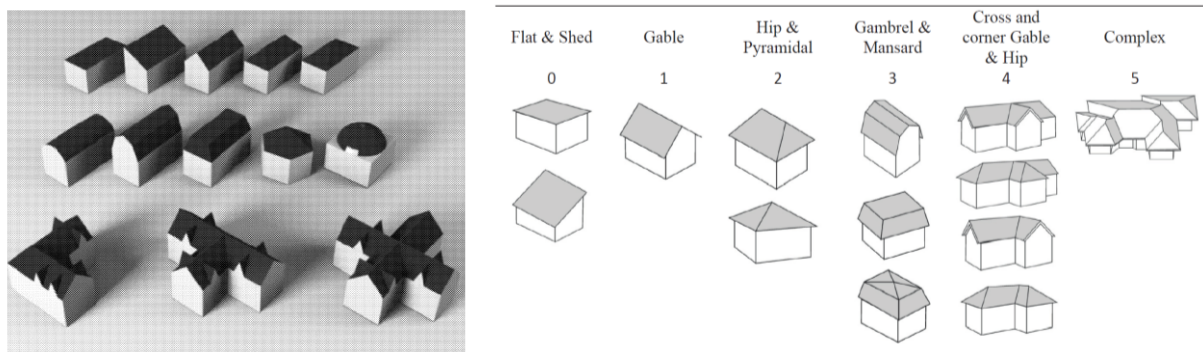 Flat & Shed
0
Gable
1
Hip &
Pyramidal
2
Gambrel &
Mansard
3
Cross and
corner Gable
& Hip
4
Complex
5